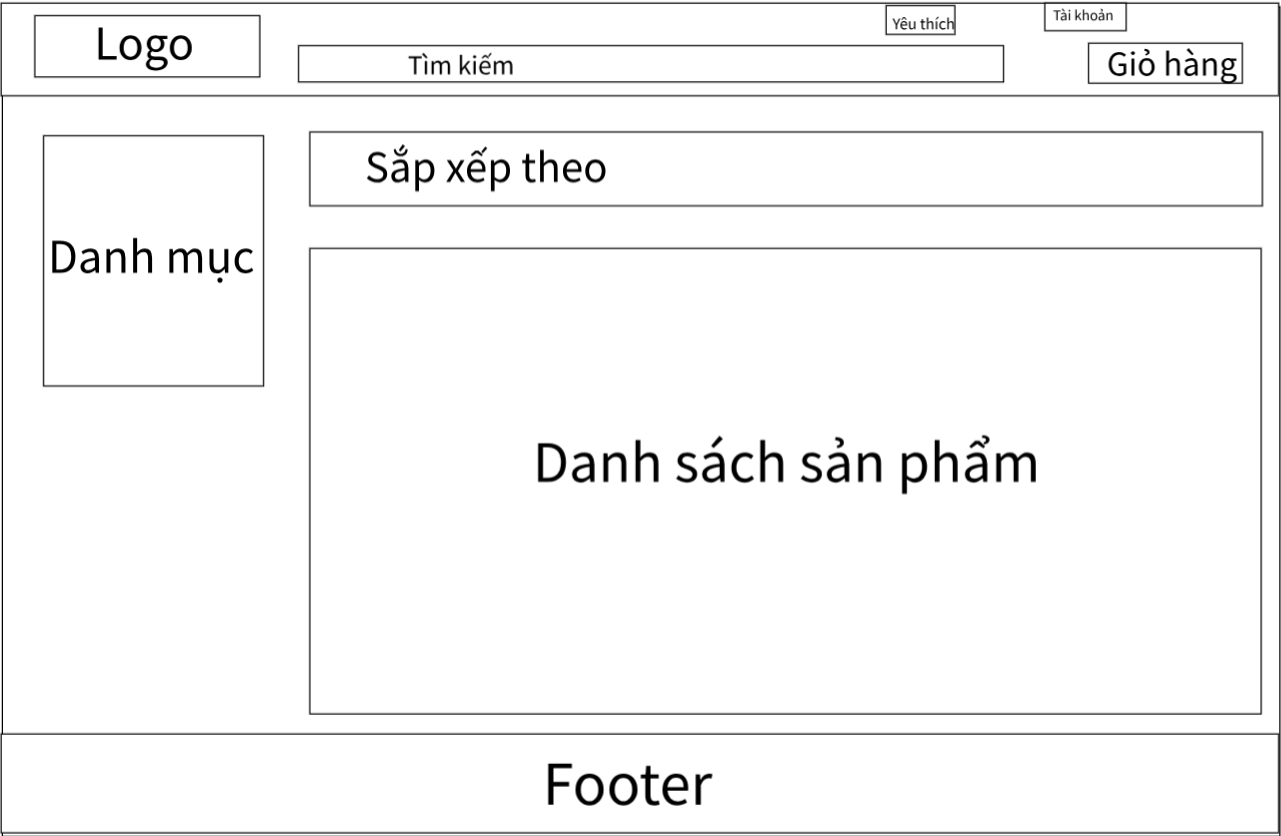 Logo
Yêu thích
Tài khoản
Tìm kiếm
Giỏ hàng
Sắp xếp theo
Danh mục
Danh sách sản phẩm
Footer